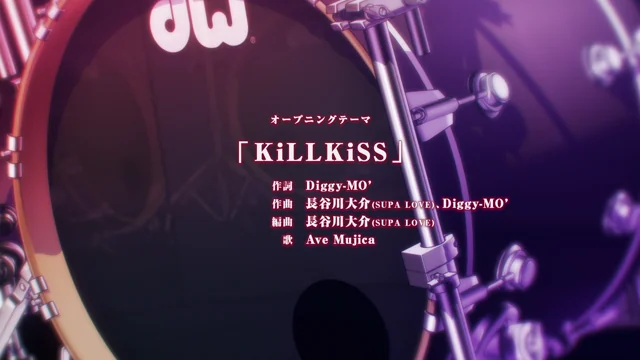 dw.
オープニングテーマ
「KiLLKiSS」
作詞 Diggy-MO'
作曲 長谷川大介(SUPA LOVE)、Diggy-MO'
編曲 長谷川大介(SUPA LOVE)
歌 Ave Mujica